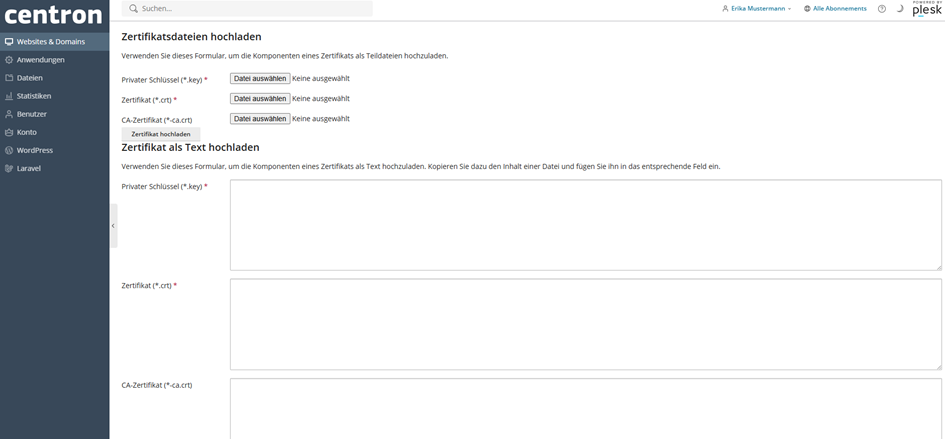 centron
Suchen...
Erika Mustermann
Alle Abonnements
POWERED BY
plesk
Websites & Domains
Anwendungen
Dateien
Statistiken
Benutzer
Konto
WordPress
Laravel
Zertifikatsdateien hochladen
Verwenden Sie dieses Formular, um die Komponenten eines Zertifikats als Teildateien hochzuladen.
Privater Schlüssel (*.key) * Datei auswählen Keine ausgewählt
Zertifikat (*.crt) * Datei auswählen Keine ausgewählt
CA-Zertifikat (*-ca.crt) Datei auswählen Keine ausgewählt
Zertifikat hochladen
Zertifikat als Text hochladen
Verwenden Sie dieses Formular, um die Komponenten eines Zertifikats als Text hochzuladen. Kopieren Sie dazu den Inhalt einer Datei und fügen Sie ihn in das entsprechende Feld ein.
Privater Schlüssel (*.key) *
Zertifikat (*.crt) *
CA-Zertifikat (*-ca.crt)